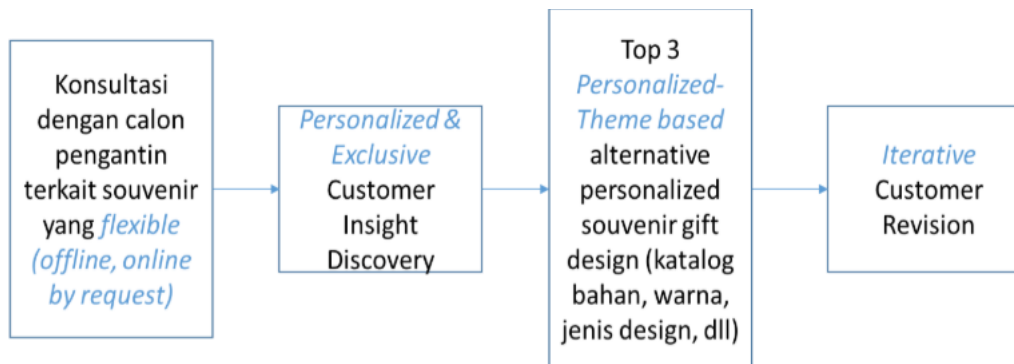 Konsultasi
dengan calon
pengantin
terkait souvenir
yang flexible
(offline, online
by request)
Personalized &
Exclusive
Customer
Insight
Discovery
Top 3
Personalized-
Theme based
alternative
personalized
souvenir gift
design (katalog
bahan, warna,
jenis design, dll)
Iterative
Customer
Revision